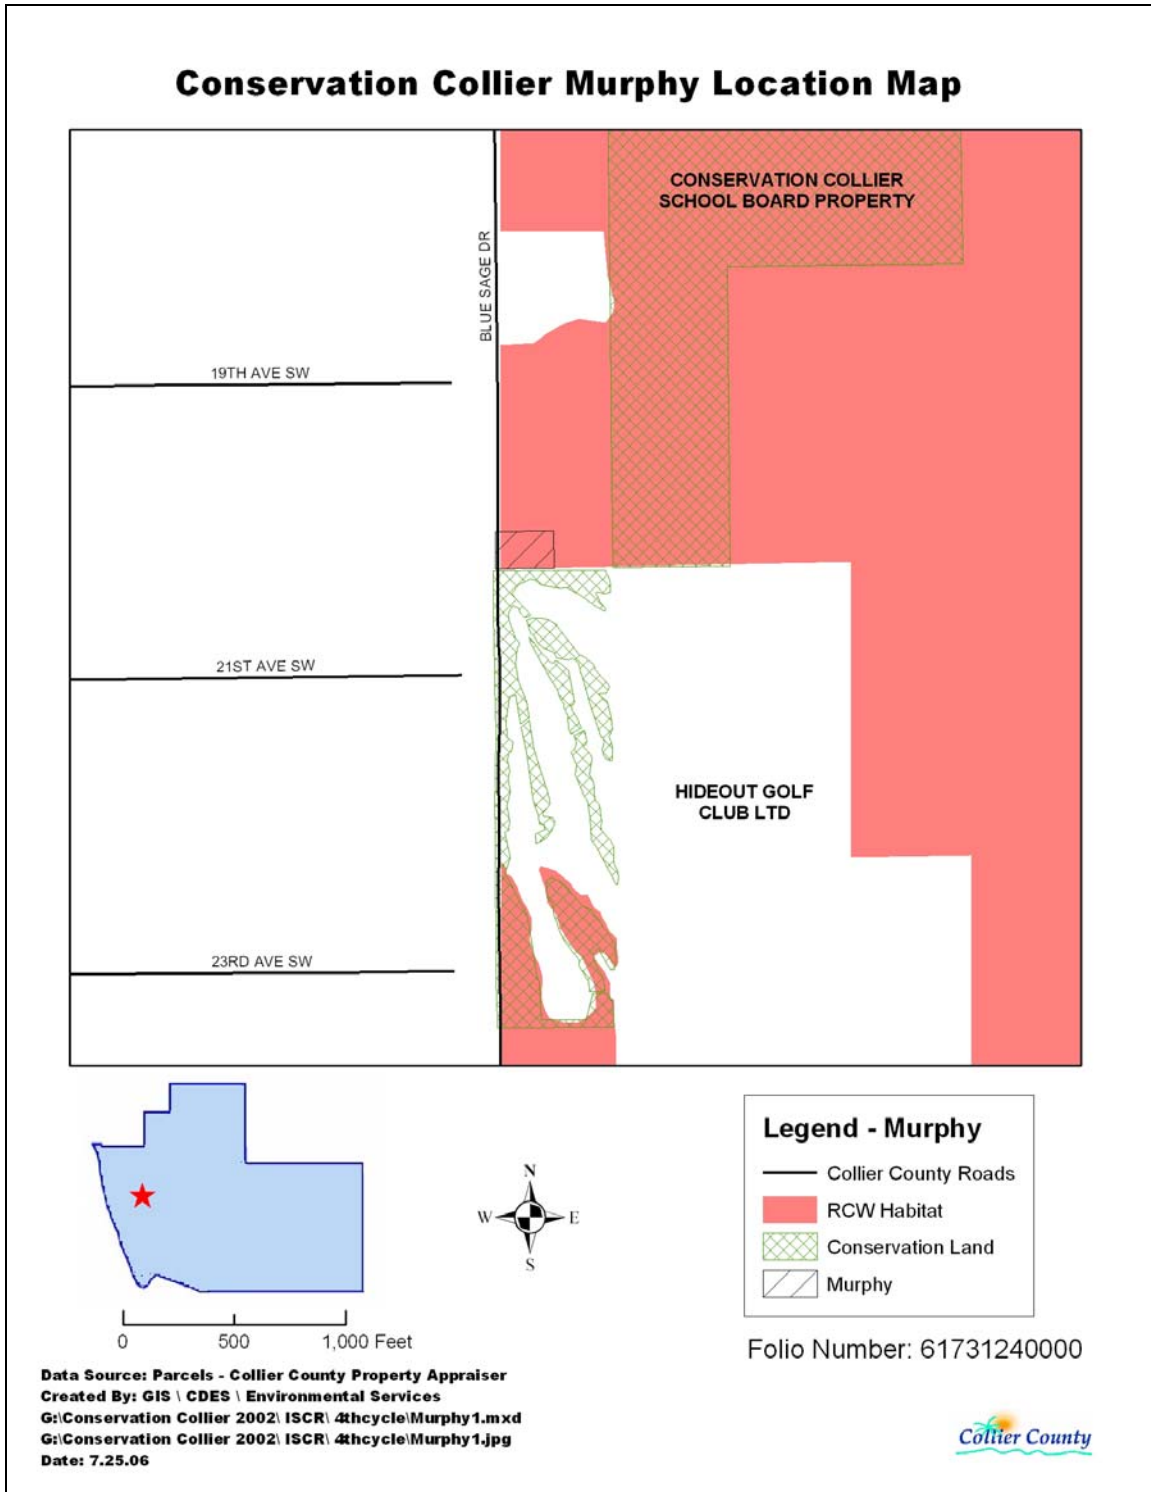 Conservation Collier Murphy Location Map
CONSERVATION COLLIER
SCHOOL BOARD PROPERTY
BLUE SAGE DR
19TH AVE SW
21ST AVE SW
HIDEOUT GOLF
CLUB LTD
23RD AVE SW
Legend - Murphy
Collier County Roads
RCW Habitat
Conservation Land
Murphy
N
W E
S
0 500 1,000 Feet
Folio Number: 61731240000
Data Source: Parcels - Collier County Property Appraiser
Created By: GIS \ CDES \ Environmental Services
G:\Conservation Collier 2002\ ISCR\ 4thcycle\Murphy1.mxd
G:\Conservation Collier 2002\ ISCR\ 4thcycle\Murphy1.jpg
Date: 7.25.06
Collier County